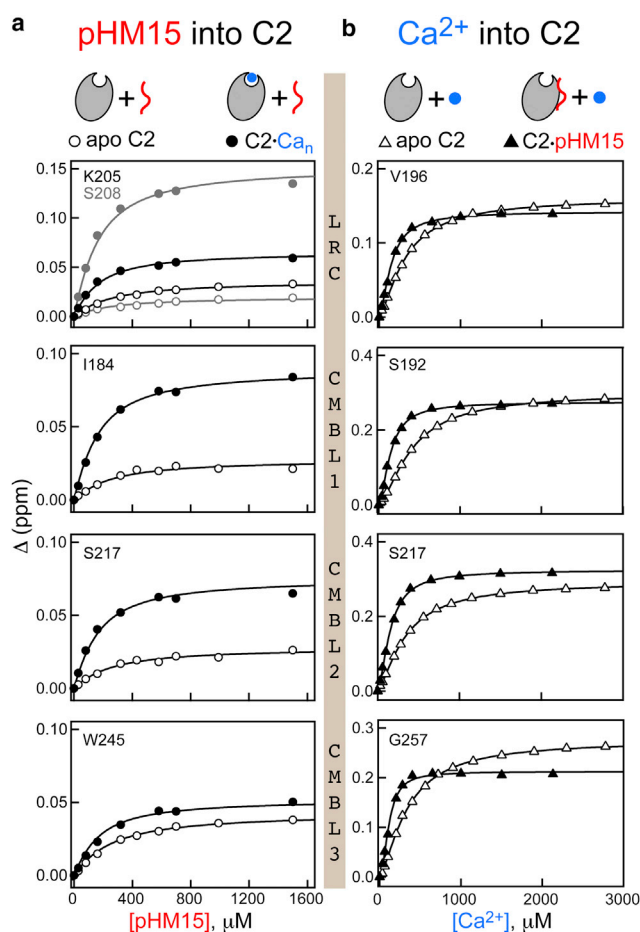 a pHM15 into C2
+ +
apo C2 C2·Caₙ
K205
S208
0.15
0.10
0.05
0.00
I184
0.10
0.05
0.00
S217
0.10
0.05
0.00
W245
0.10
0.05
0.00
0 400 800 1200 1600
[pHM15], μM
Δ (ppm)
LRC
CMBL1
CMBL2
CMBL3
b Ca²⁺ into C2
+ +
apo C2 C2·pHM15
V196
0.2
0.1
0.0
S192
0.4
0.2
0.0
S217
0.4
0.2
0.0
G257
0.3
0.2
0.1
0.0
0 1000 2000 3000
[Ca²⁺], μM